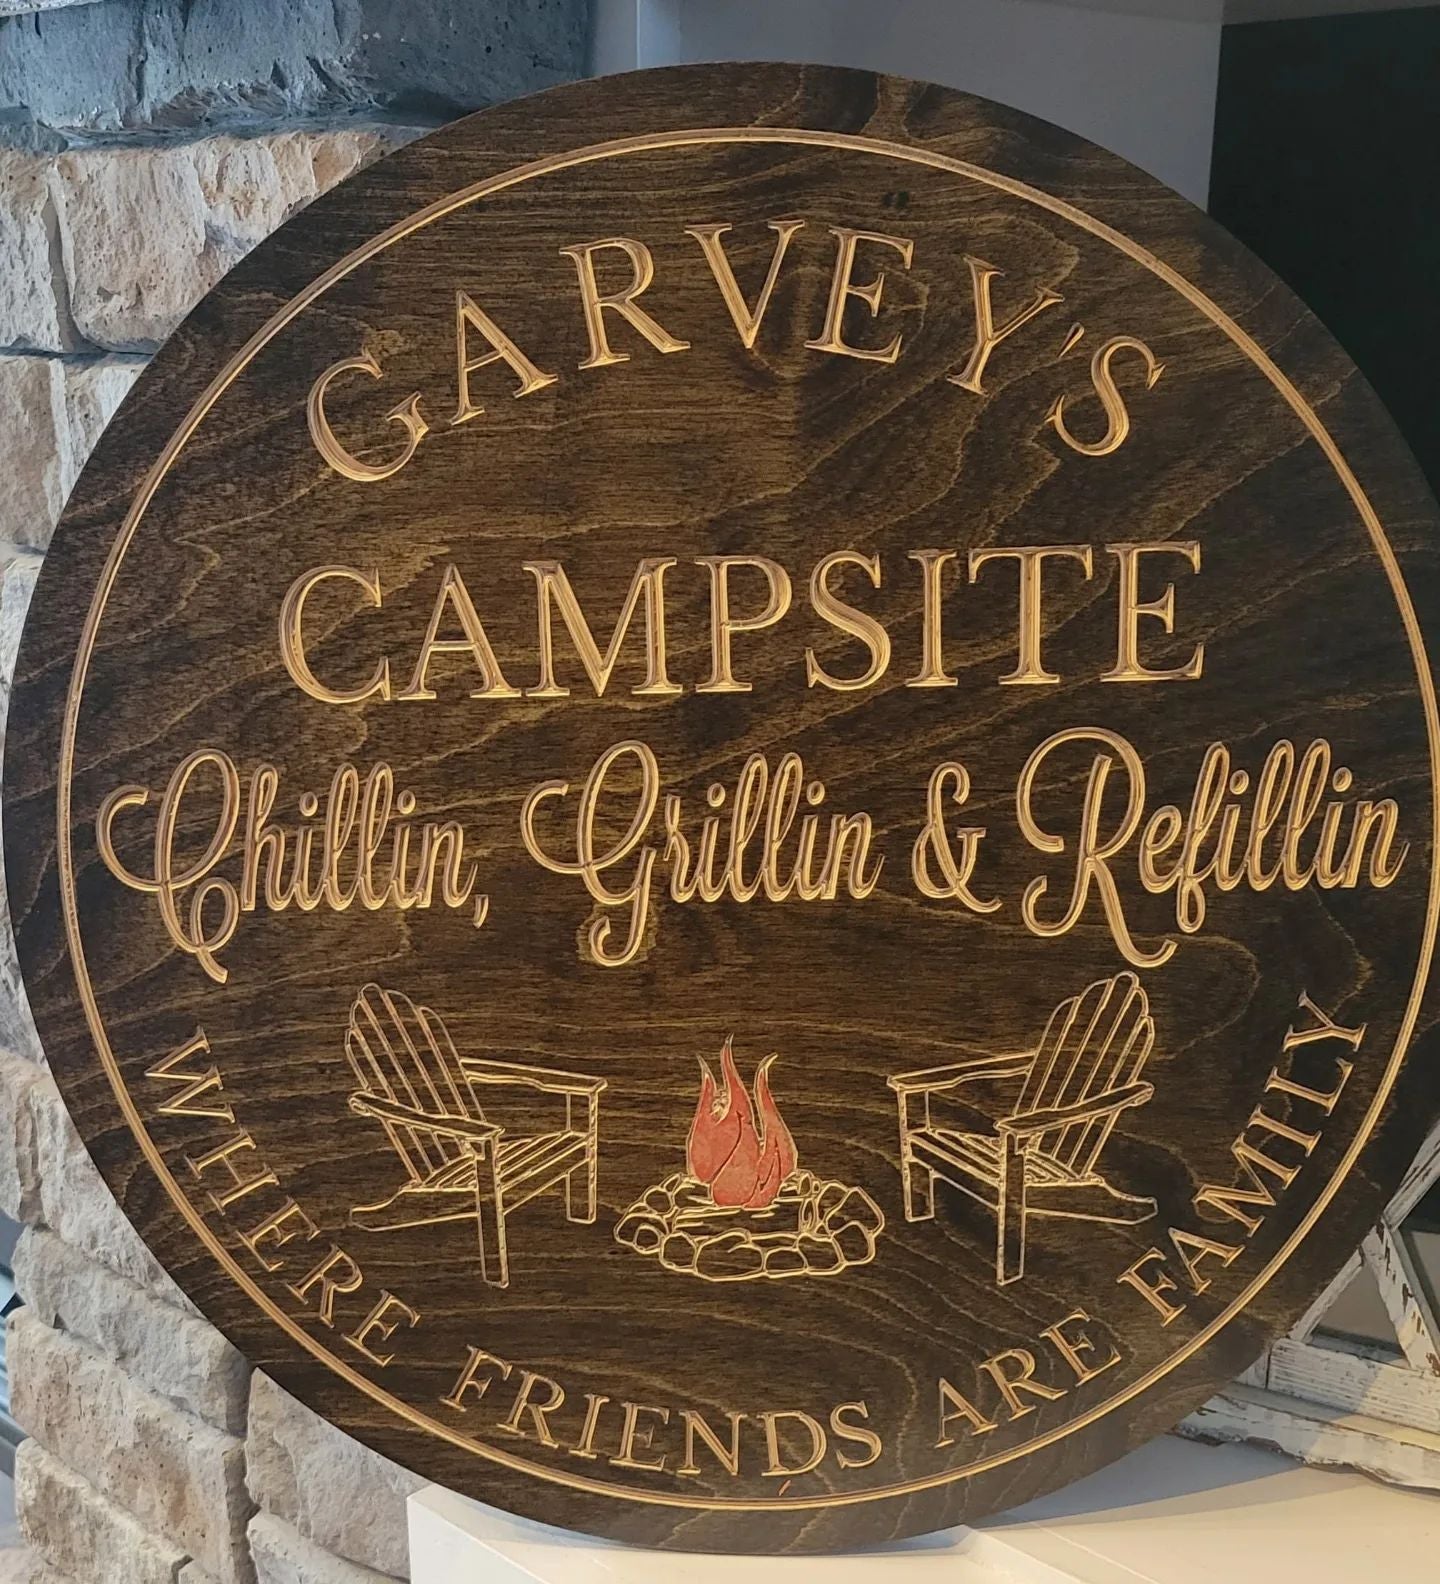 GARVEY'S
CAMPSITE
Chillin, Grillin & Refillin
WHERE FRIENDS ARE FAMILY